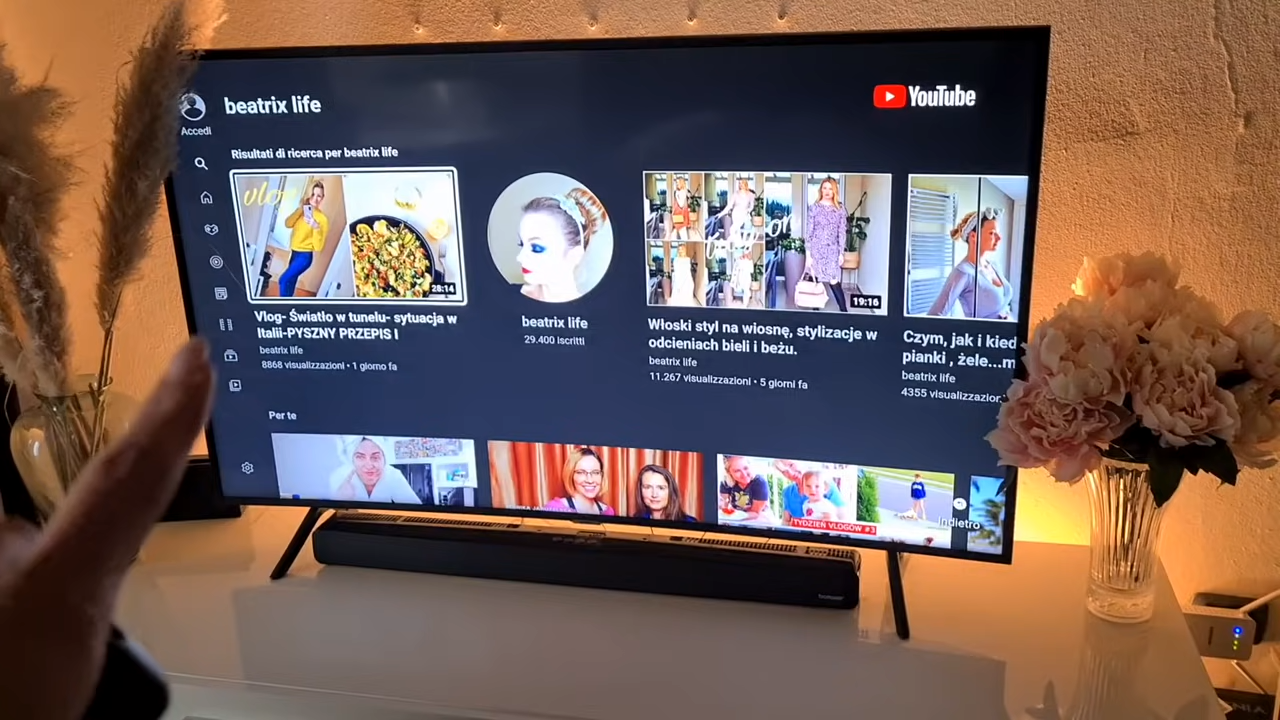 beatrix life
YouTube
Accedi
Risultati di ricerca per beatrix life
vlog
28:14
19:16
Vlog- Światło w tunelu- sytuacja w
Italii-PYSZNY PRZEPIS I
beatrix life
8868 visualizzazioni • 1 giorno fa
beatrix life
29.400 iscritti
Włoski styl na wiosnę, stylizacje w
odcieniach bieli i beżu.
beatrix life
11.267 visualizzazioni • 5 giorni fa
Czym, jak i kied
pianki , żele...m
beatrix life
4355 visualizzazior
Per te
TYDZIEŃ VLOGÓW #3
Indietro